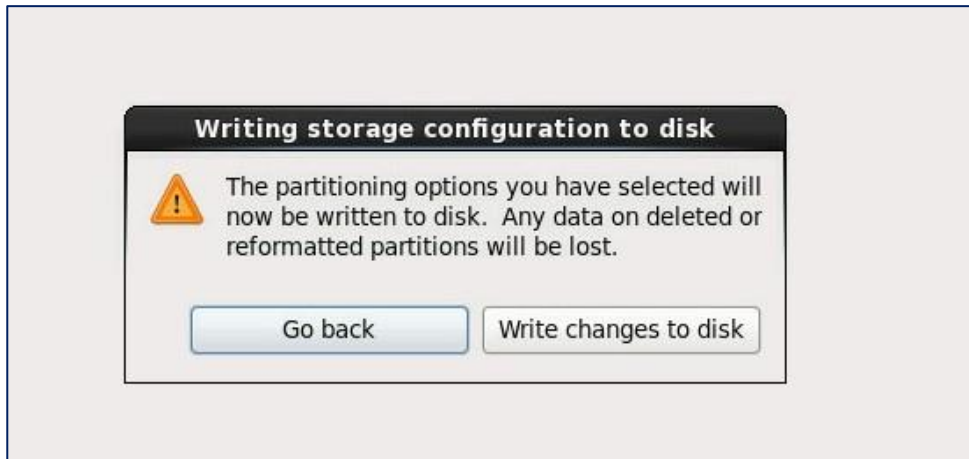 Writing storage configuration to disk
The partitioning options you have selected will
now be written to disk.  Any data on deleted or
reformatted partitions will be lost.
Go back
Write changes to disk